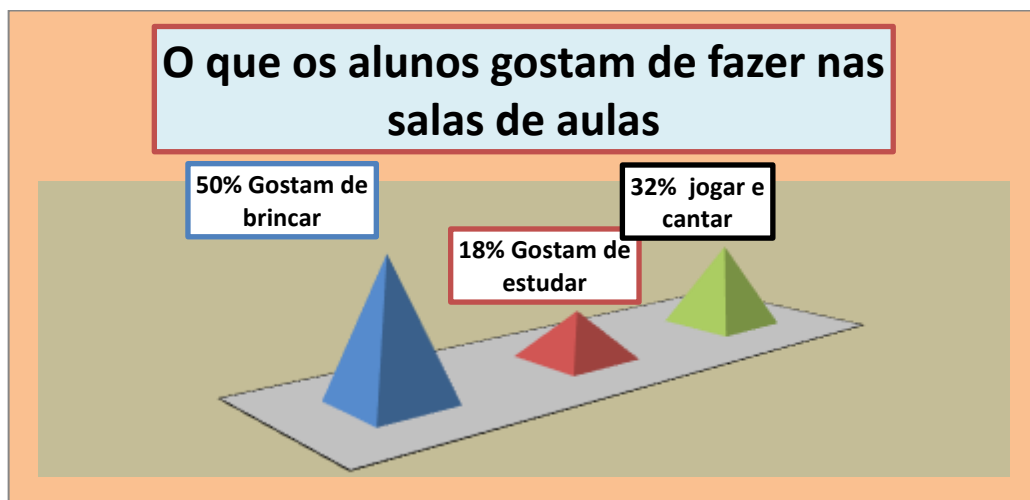 O que os alunos gostam de fazer nas
salas de aulas
50% Gostam de
brincar
18% Gostam de
estudar
32% jogar e
cantar